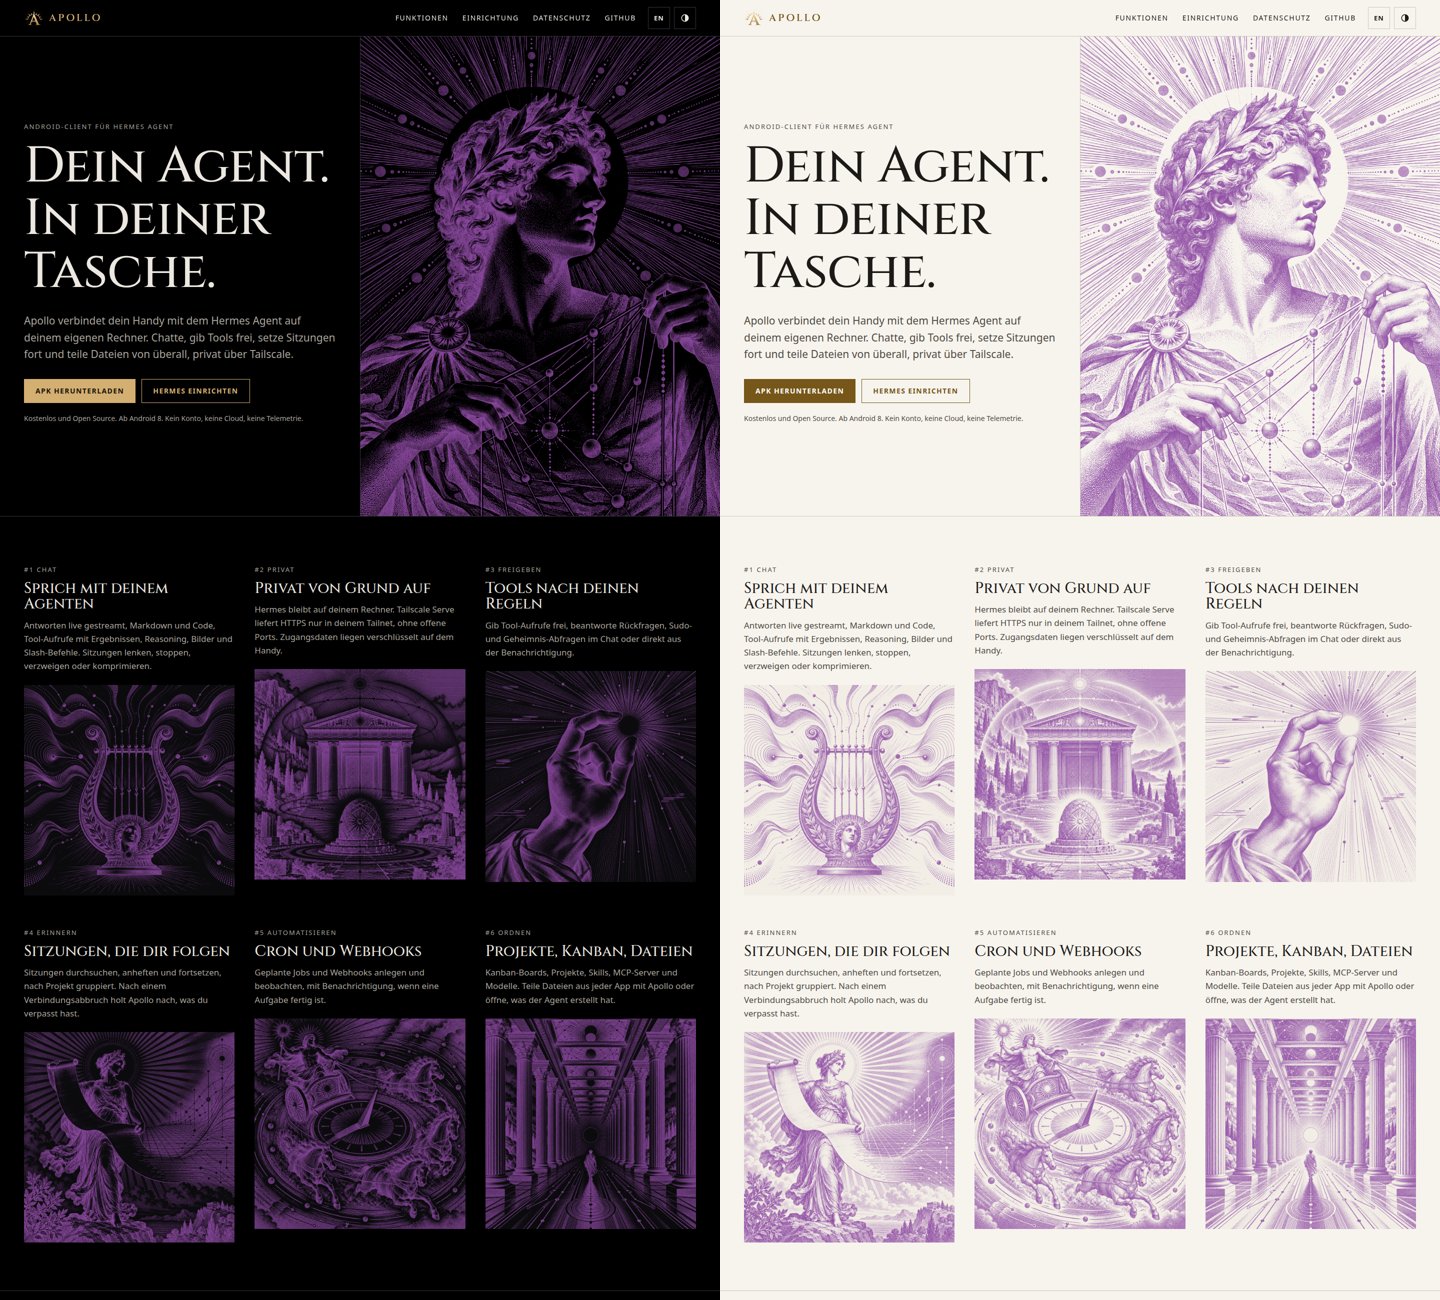 APOLLO
FUNKTIONEN EINRICHTUNG DATENSCHUTZ GITHUB EN
ANDROID-CLIENT FÜR HERMES AGENT
DEIN AGENT.
IN DEINER
TASCHE.
Apollo verbindet dein Handy mit dem Hermes Agent auf
deinem eigenen Rechner. Chatte, gib Tools frei, setze Sitzungen
fort und teile Dateien von überall, privat über Tailscale.
APK HERUNTERLADEN HERMES EINRICHTEN
Kostenlos und Open Source. Ab Android 8. Kein Konto, keine Cloud, keine Telemetrie.
#1 CHAT
SPRICH MIT DEINEM
AGENTEN
Antworten live gestreamt, Markdown und Code,
Tool-Aufrufe mit Ergebnissen, Reasoning, Bilder und
Slash-Befehle. Sitzungen lenken, stoppen,
verzweigen oder komprimieren.
#2 PRIVAT
PRIVAT VON GRUND AUF
Hermes bleibt auf deinem Rechner. Tailscale Serve
liefert HTTPS nur in deinem Tailnet, ohne offene
Ports. Zugangsdaten liegen verschlüsselt auf dem
Handy.
#3 FREIGEBEN
TOOLS NACH DEINEN
REGELN
Gib Tool-Aufrufe frei, beantworte Rückfragen, Sudo-
und Geheimnis-Abfragen im Chat oder direkt aus
der Benachrichtigung.
#4 ERINNERN
SITZUNGEN, DIE DIR FOLGEN
Sitzungen durchsuchen, anheften und fortsetzen,
nach Projekt gruppiert. Nach einem
Verbindungsabbruch holt Apollo nach, was du
verpasst hast.
#5 AUTOMATISIEREN
CRON UND WEBHOOKS
Geplante Jobs und Webhooks anlegen und
beobachten, mit Benachrichtigung, wenn eine
Aufgabe fertig ist.
#6 ORDNEN
PROJEKTE, KANBAN, DATEIEN
Kanban-Boards, Projekte, Skills, MCP-Server und
Modelle. Teile Dateien aus jeder App mit Apollo oder
öffne, was der Agent erstellt hat.
APOLLO
FUNKTIONEN EINRICHTUNG DATENSCHUTZ GITHUB EN
ANDROID-CLIENT FÜR HERMES AGENT
DEIN AGENT.
IN DEINER
TASCHE.
Apollo verbindet dein Handy mit dem Hermes Agent auf
deinem eigenen Rechner. Chatte, gib Tools frei, setze Sitzungen
fort und teile Dateien von überall, privat über Tailscale.
APK HERUNTERLADEN HERMES EINRICHTEN
Kostenlos und Open Source. Ab Android 8. Kein Konto, keine Cloud, keine Telemetrie.
#1 CHAT
SPRICH MIT DEINEM
AGENTEN
Antworten live gestreamt, Markdown und Code,
Tool-Aufrufe mit Ergebnissen, Reasoning, Bilder und
Slash-Befehle. Sitzungen lenken, stoppen,
verzweigen oder komprimieren.
#2 PRIVAT
PRIVAT VON GRUND AUF
Hermes bleibt auf deinem Rechner. Tailscale Serve
liefert HTTPS nur in deinem Tailnet, ohne offene
Ports. Zugangsdaten liegen verschlüsselt auf dem
Handy.
#3 FREIGEBEN
TOOLS NACH DEINEN
REGELN
Gib Tool-Aufrufe frei, beantworte Rückfragen, Sudo-
und Geheimnis-Abfragen im Chat oder direkt aus
der Benachrichtigung.
#4 ERINNERN
SITZUNGEN, DIE DIR FOLGEN
Sitzungen durchsuchen, anheften und fortsetzen,
nach Projekt gruppiert. Nach einem
Verbindungsabbruch holt Apollo nach, was du
verpasst hast.
#5 AUTOMATISIEREN
CRON UND WEBHOOKS
Geplante Jobs und Webhooks anlegen und
beobachten, mit Benachrichtigung, wenn eine
Aufgabe fertig ist.
#6 ORDNEN
PROJEKTE, KANBAN, DATEIEN
Kanban-Boards, Projekte, Skills, MCP-Server und
Modelle. Teile Dateien aus jeder App mit Apollo oder
öffne, was der Agent erstellt hat.